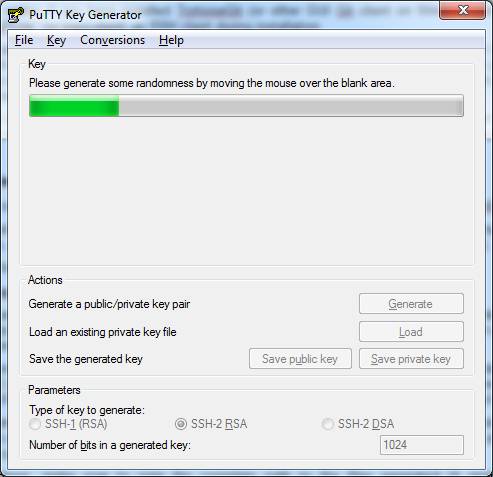 PuTTY Key Generator
File Key Conversions Help
Key
Please generate some randomness by moving the mouse over the blank area.
Actions
Generate a public/private key pair
Generate
Load an existing private key file
Load
Save the generated key
Save public key
Save private key
Parameters
Type of key to generate:
SSH-1 (RSA) SSH-2 RSA SSH-2 DSA
Number of bits in a generated key:
1024